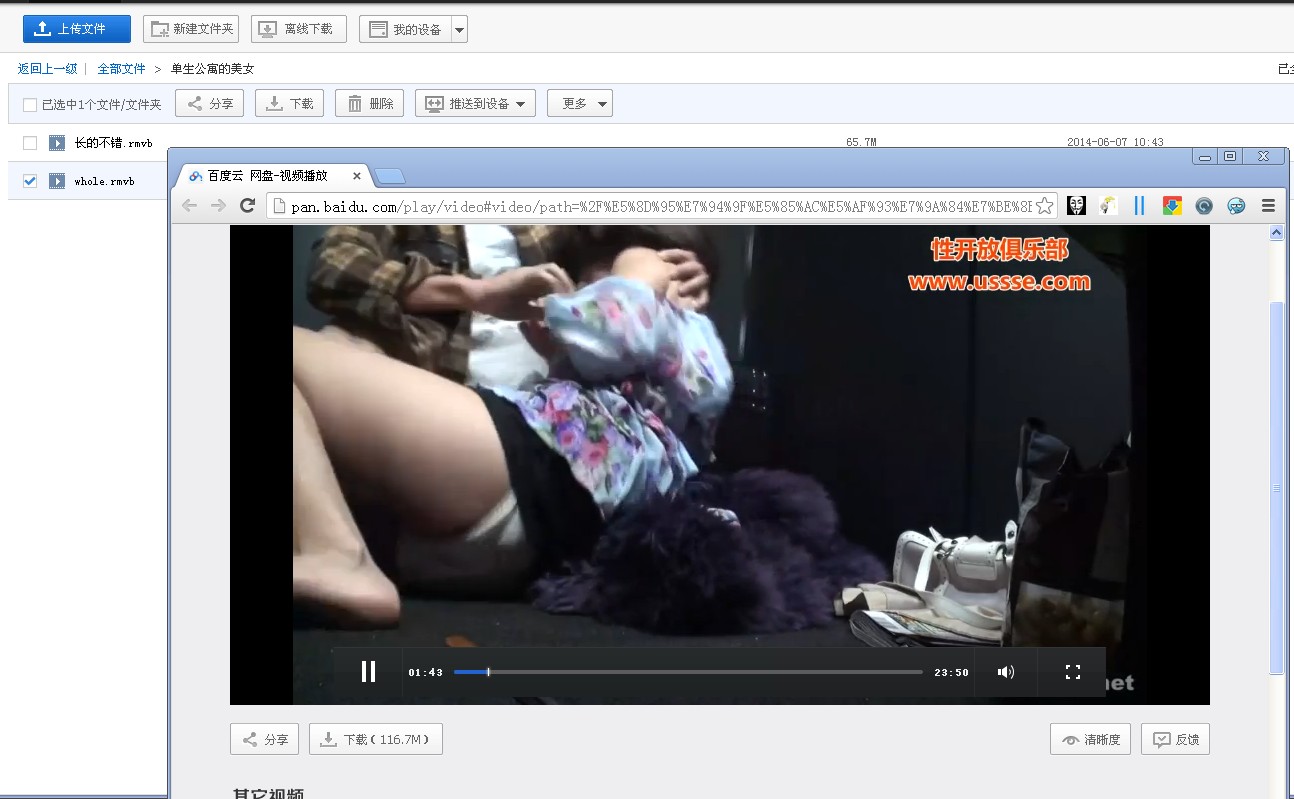 上传文件 新建文件夹 离线下载 我的设备
返回上一级 | 全部文件 > 单生公寓的美女
已选中1个文件/文件夹 分享 下载 删除 推送到设备 更多
长的不错.rmvb 65.7M 2014-06-07 10:43
whole.rmvb
百度云 网盘-视频播放
pan.baidu.com/play/video#video/path=%2F%E5%8D%95%E7%94%9F%E5%85%AC%E5%AF%93%E7%9A%84%E7%BE%8E
性开放俱乐部
www.ussse.com
01:43 23:50
net
分享 下载(116.7M) 清晰度 反馈
其它视频